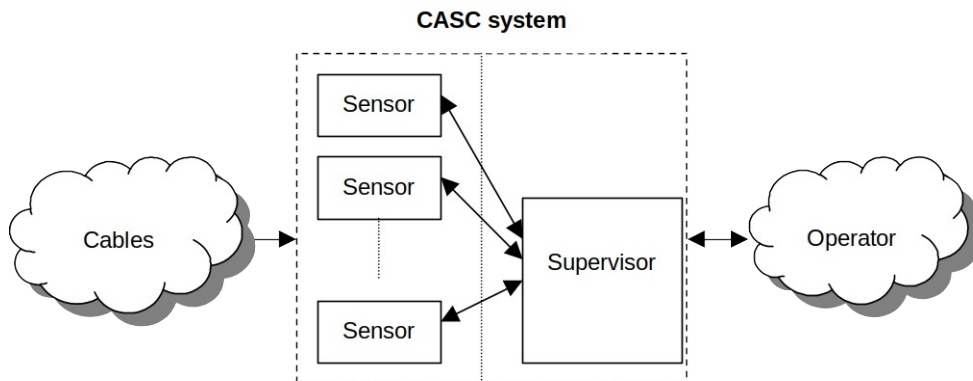 CASC system
Sensor
Sensor
Cables
Supervisor
Operator
Sensor